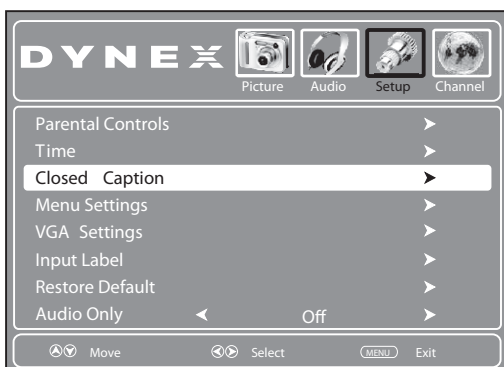 DYNEX
Picture Audio Setup Channel
Parental Controls
Time
Closed Caption
Menu Settings
VGA Settings
Input Label
Restore Default
Audio Only Off
Move Select MENU Exit